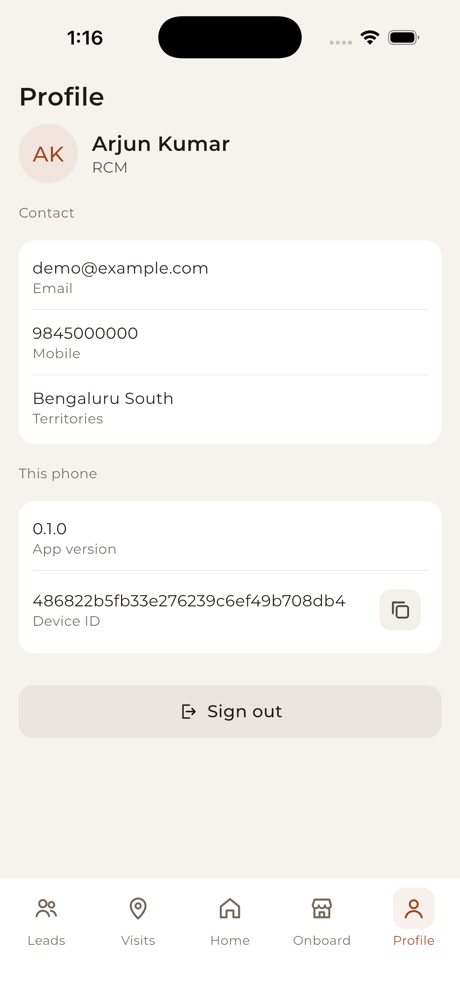 1:16
Profile
AK
Arjun Kumar
RCM
Contact
demo@example.com
Email
9845000000
Mobile
Bengaluru South
Territories
This phone
0.1.0
App version
486822b5fb33e276239c6ef49b708db4
Device ID
Sign out
Leads
Visits
Home
Onboard
Profile